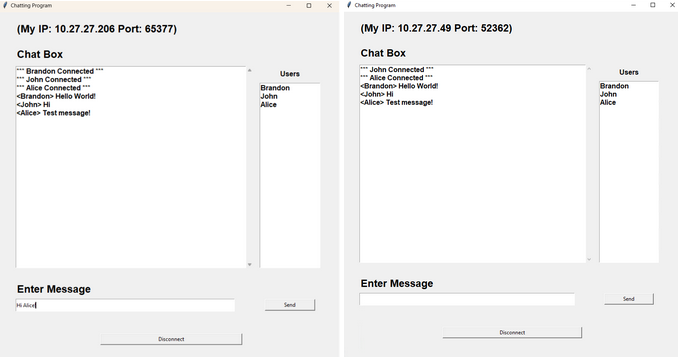 Chatting Program
(My IP: 10.27.27.206 Port: 65377)
Chat Box
*** Brandon Connected ***
*** John Connected ***
*** Alice Connected ***
<Brandon> Hello World!
<John> Hi
<Alice> Test message!
Users
Brandon
John
Alice
Enter Message
Hi Alice
Send
Disconnect
Chatting Program
(My IP: 10.27.27.49 Port: 52362)
Chat Box
*** John Connected ***
*** Alice Connected ***
<Brandon> Hello World!
<John> Hi
<Alice> Test message!
Users
Brandon
John
Alice
Enter Message
Send
Disconnect